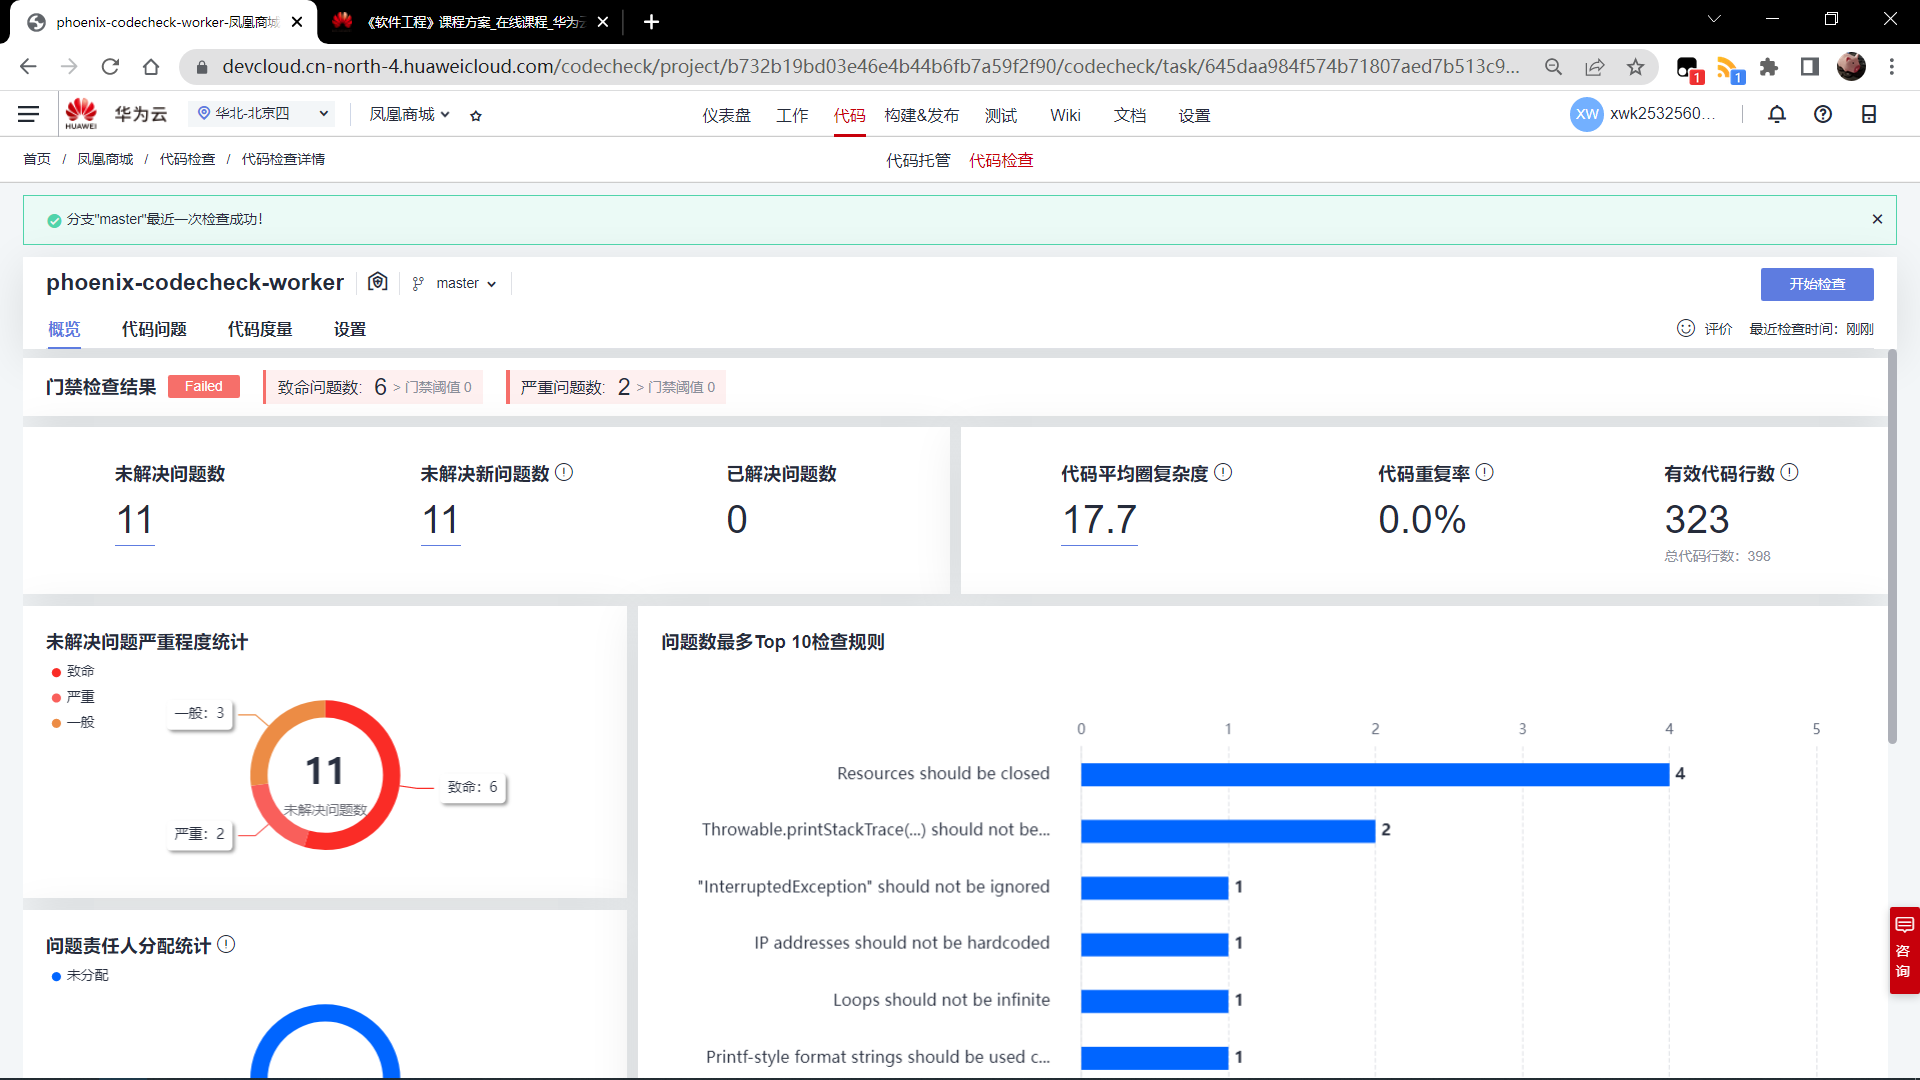 phoenix-codecheck-worker-凤凰商城
《软件工程》课程方案_在线课程_华为云
devcloud.cn-north-4.huaweicloud.com/codecheck/project/b732b19bd03e46e4b44b6fb7a59f2f90/codecheck/task/645daa984f574b71807aed7b513c9...
1
1
HUAWEI
华为云
华北-北京四
凤凰商城
仪表盘 工作 代码 构建&发布 测试 Wiki 文档 设置
XW xwk2532560...
首页 / 凤凰商城 / 代码检查 / 代码检查详情
代码托管 代码检查
分支"master"最近一次检查成功!
phoenix-codecheck-worker
master
开始检查
概览 代码问题 代码度量 设置
评价 最近检查时间: 刚刚
门禁检查结果 Failed 致命问题数: 6 > 门禁阈值 0 严重问题数: 2 > 门禁阈值 0
未解决问题数 未解决新问题数 已解决问题数
11 11 0
代码平均圈复杂度 代码重复率 有效代码行数
17.7 0.0% 323
总代码行数: 398
未解决问题严重程度统计
致命
严重
一般
一般: 3
11
未解决问题数
致命: 6
严重: 2
问题数最多Top 10检查规则
0 1 2 3 4 5
Resources should be closed 4
Throwable.printStackTrace(...) should not be... 2
"InterruptedException" should not be ignored 1
IP addresses should not be hardcoded 1
Loops should not be infinite 1
Printf-style format strings should be used c... 1
问题责任人分配统计
未分配
咨
询